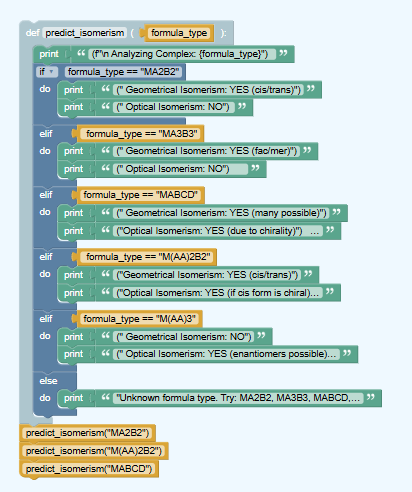 def predict_isomerism ( formula_type ):
print “ (f"\n Analyzing Complex: {formula_type}") ”
if formula_type == "MA2B2"
do print “ (" Geometrical Isomerism: YES (cis/trans)") ”
print “ (" Optical Isomerism: NO") ”
elif formula_type == "MA3B3"
do print “ (" Geometrical Isomerism: YES (fac/mer)") ”
print “ (" Optical Isomerism: NO") ”
elif formula_type == "MABCD"
do print “ (" Geometrical Isomerism: YES (many possible)") ”
print “ ("Optical Isomerism: YES (due to chirality)") ... ”
elif formula_type == "M(AA)2B2")
do print “ ("Geometrical Isomerism: YES (cis/trans)") ”
print “ ("Optical Isomerism: YES (if cis form is chiral)... ”
elif formula_type == "M(AA)3"
do print “ (" Geometrical Isomerism: NO") ”
print “ (" Optical Isomerism: YES (enantiomers possible)... ”
else
do print “ "Unknown formula type. Try: MA2B2, MA3B3, MABCD,... ”
predict_isomerism("MA2B2")
predict_isomerism("M(AA)2B2")
predict_isomerism("MABCD")